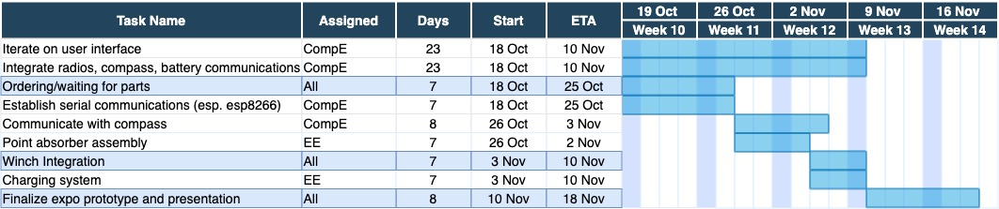 Task Name Assigned Days Start ETA 19 Oct 26 Oct 2 Nov 9 Nov 16 Nov
Week 10 Week 11 Week 12 Week 13 Week 14
Iterate on user interface CompE 23 18 Oct 10 Nov
Integrate radios, compass, battery communications CompE 23 18 Oct 10 Nov
Ordering/waiting for parts All 7 18 Oct 25 Oct
Establish serial communications (esp. esp8266) CompE 7 18 Oct 25 Oct
Communicate with compass CompE 8 26 Oct 3 Nov
Point absorber assembly EE 7 26 Oct 2 Nov
Winch Integration All 7 3 Nov 10 Nov
Charging system EE 7 3 Nov 10 Nov
Finalize expo prototype and presentation All 8 10 Nov 18 Nov